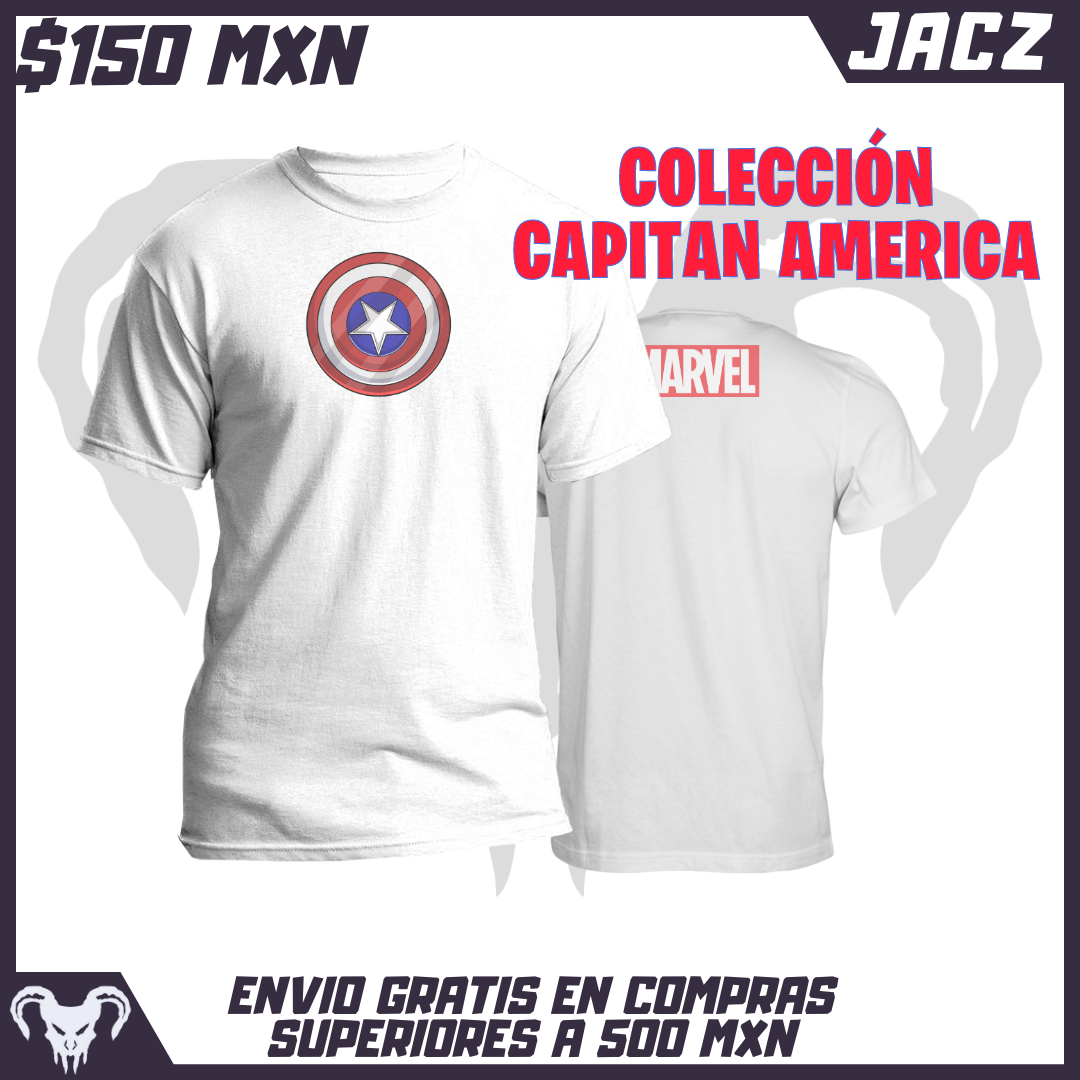 $150 MXN
JACZ
COLECCIÓN
CAPITAN AMERICA
MARVEL
ENVIO GRATIS EN COMPRAS
SUPERIORES A 500 MXN